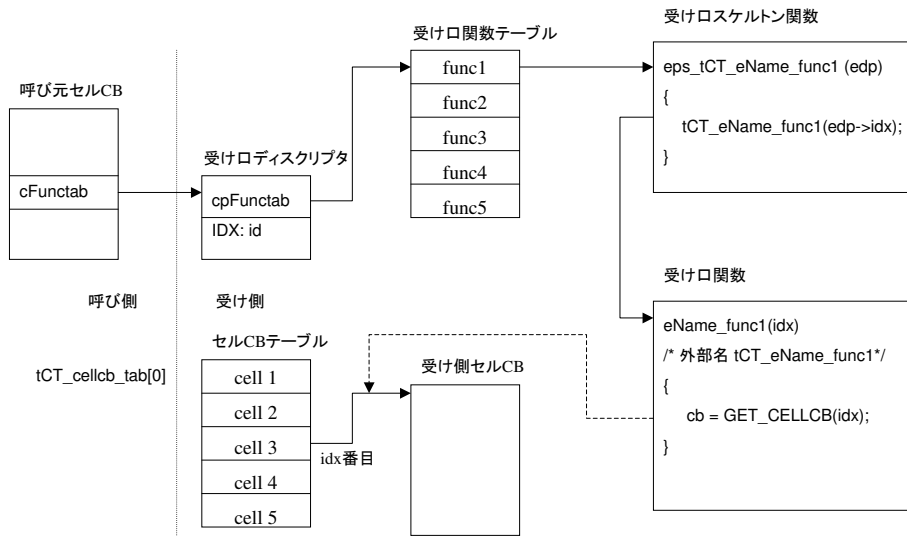 呼び元セルCB
cFunctab
受け口ディスクリプタ
cpFunctab
IDX: id
受け口関数テーブル
func1
func2
func3
func4
func5
受け口スケルトン関数
eps_tCT_eName_func1 (edp)
{
tCT_eName_func1(edp->idx);
}
呼び側
受け側
tCT_cellcb_tab[0]
セルCBテーブル
cell 1
cell 2
cell 3
cell 4
cell 5
idx番目
受け側セルCB
受け口関数
eName_func1(idx)
/* 外部名 tCT_eName_func1*/
{
cb = GET_CELLCB(idx);
}